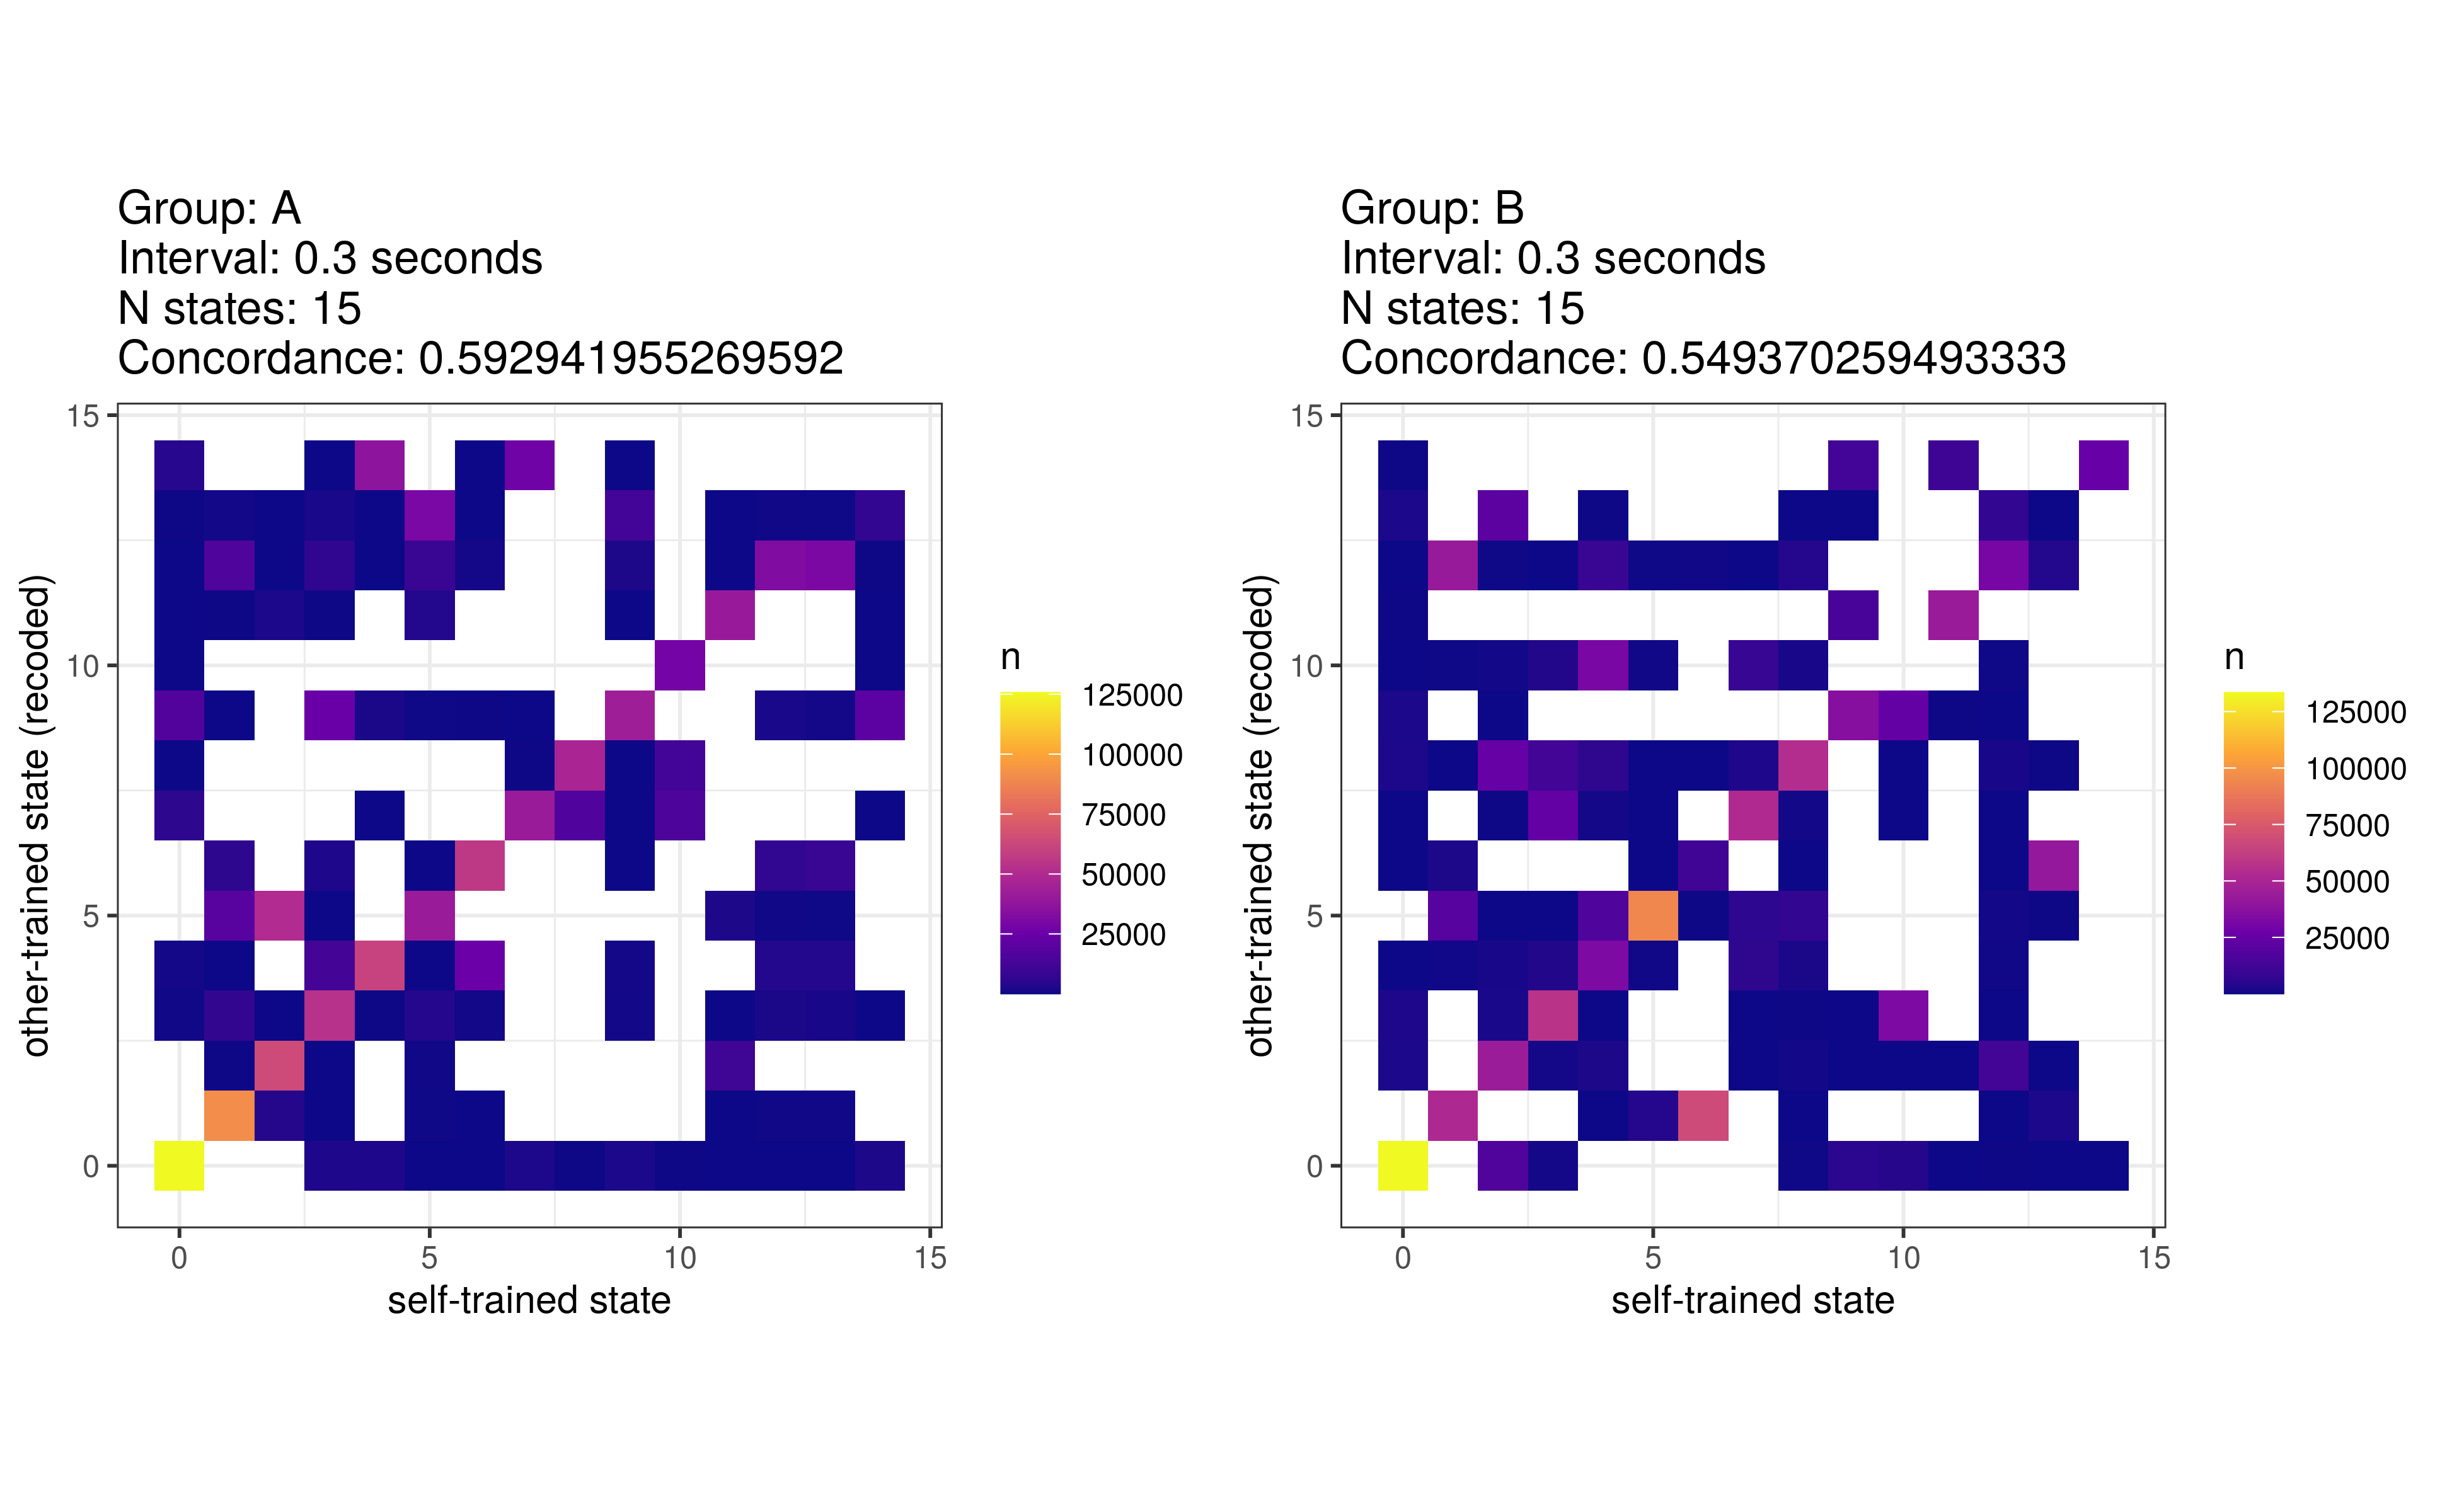 Group: A
Interval: 0.3 seconds
N states: 15
Concordance: 0.592941955269592
15
10
5
0
0
5
10
15
other-trained state (recoded)
self-trained state
n
125000
100000
75000
50000
25000
Group: B
Interval: 0.3 seconds
N states: 15
Concordance: 0.549370259493333
15
10
5
0
0
5
10
15
other-trained state (recoded)
self-trained state
n
125000
100000
75000
50000
25000